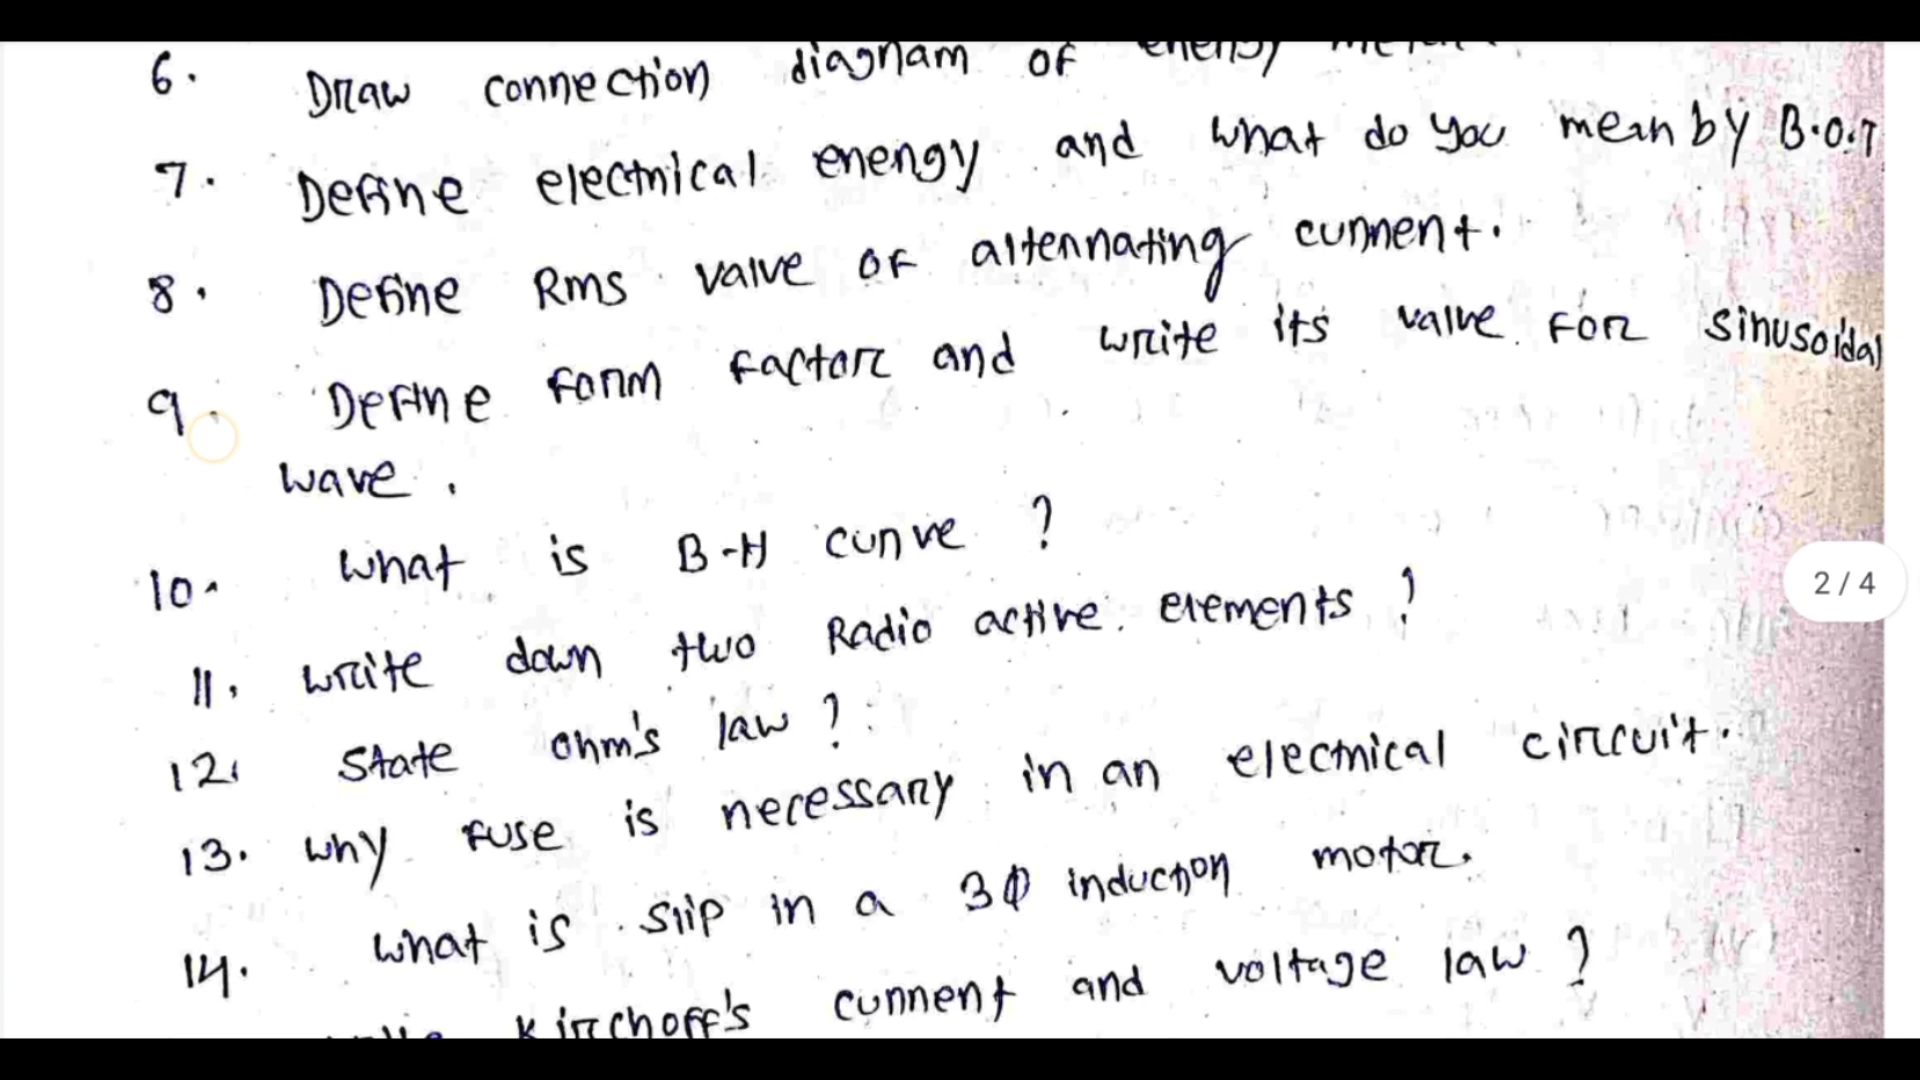 6. Draw connection diagram of energy
7. Define electrical energy and what do you mean by B.O.T
8. Define Rms value of alternating current.
9. Define form factor and write its value for sinusoidal
wave.
10. What is B-H curve ?
11. write down two Radio active elements ?
12. State ohm's law ?
13. why fuse is necessary in an electrical circuit.
14. what is slip in a 3Φ induction motor.
Kirchoff's current and voltage law ?
2 / 4